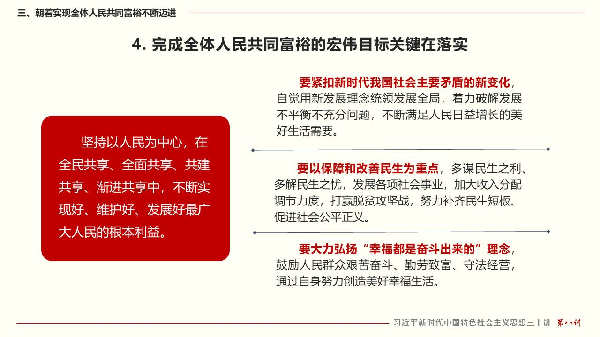 三、朝着实现全体人民共同富裕不断迈进
4. 完成全体人民共同富裕的宏伟目标关键在落实
坚持以人民为中心，在
全民共享、全面共享、共建
共享、渐进共享中，不断实
现好、维护好、发展好最广
大人民的根本利益。
要紧扣新时代我国社会主要矛盾的新变化，
自觉用新发展理念统领发展全局，着力破解发展
不平衡不充分问题，不断满足人民日益增长的美
好生活需要。
要以保障和改善民生为重点，多谋民生之利、
多解民生之忧，发展各项社会事业，加大收入分配
调节力度，打赢脱贫攻坚战，努力补齐民生短板、
促进社会公平正义。
要大力弘扬“幸福都是奋斗出来的”理念，
鼓励人民群众艰苦奋斗、勤劳致富、守法经营，
通过自身努力创造美好幸福生活。
习近平新时代中国特色社会主义思想三十讲 第八讲